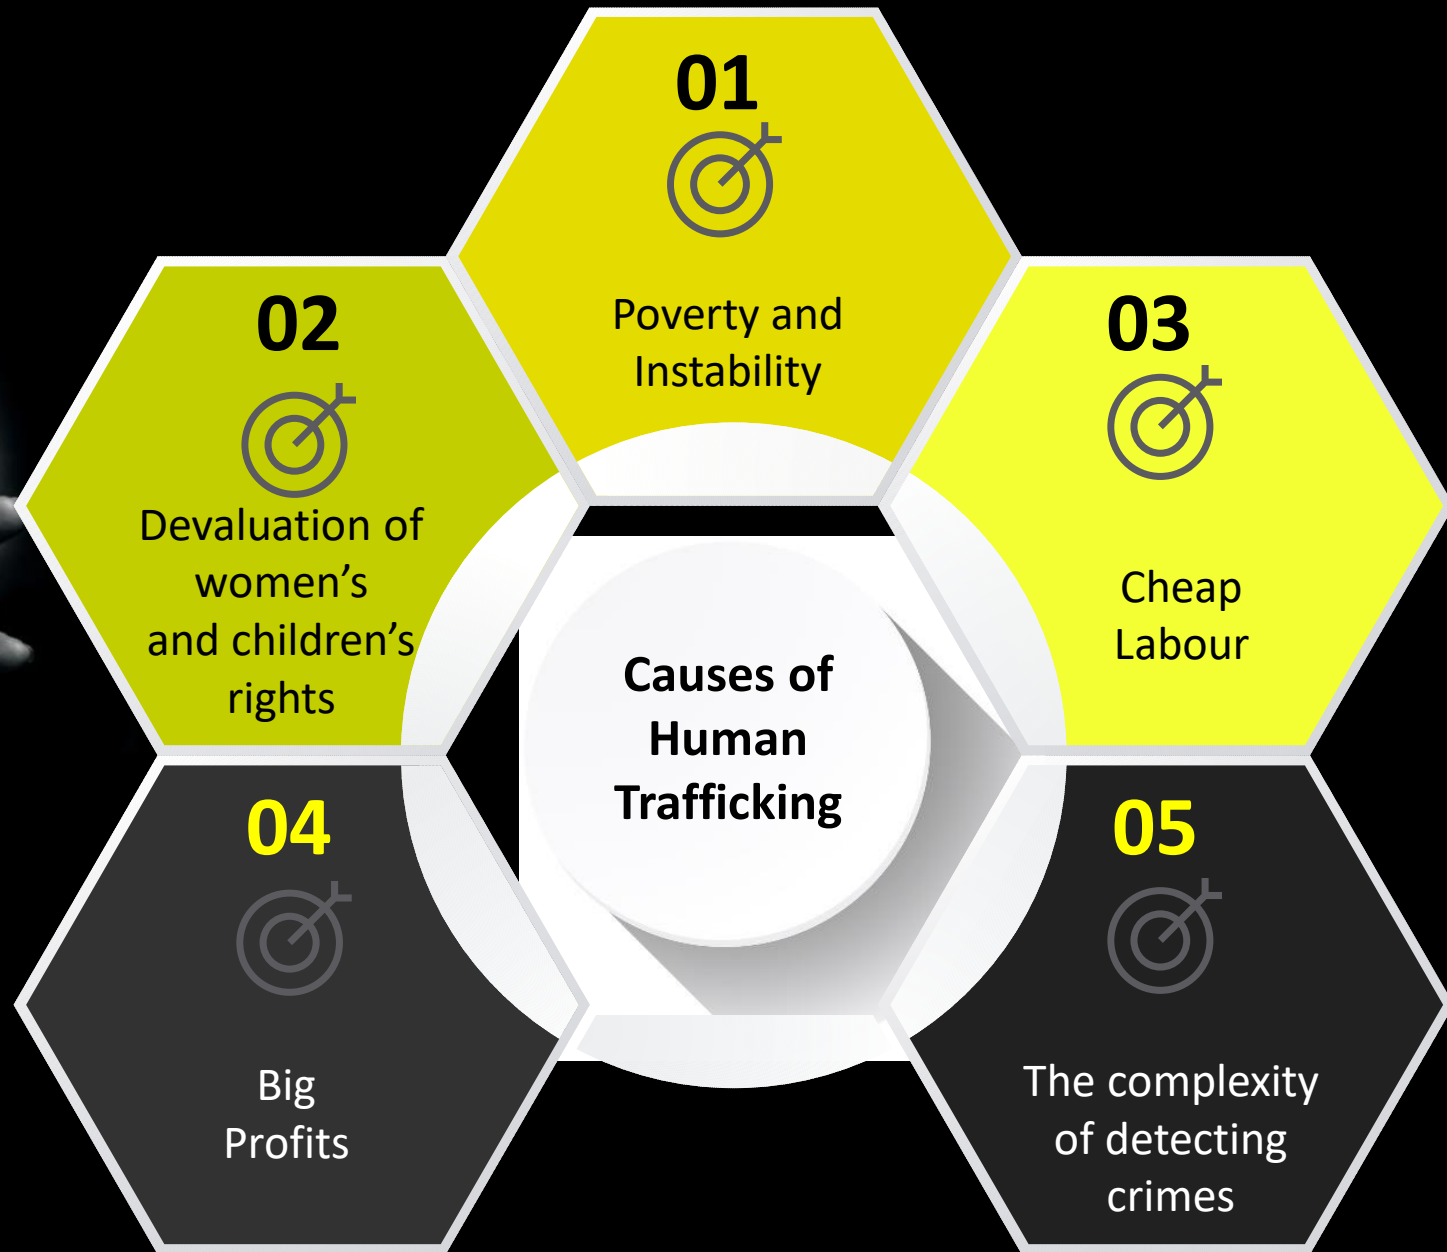 01
Poverty and
Instability
02
Devaluation of
women’s
and children’s
rights
03
Cheap
Labour
Causes of
Human
Trafficking
04
Big
Profits
05
The complexity
of detecting
crimes